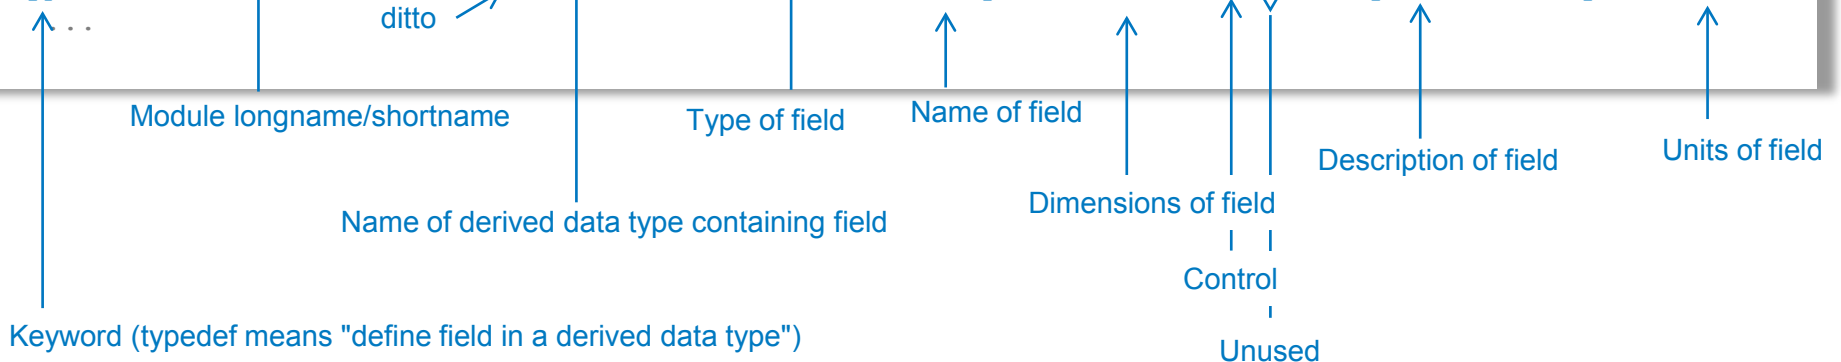 ditto
. . .
Module longname/shortname
Type of field
Name of field
Units of field
Description of field
Dimensions of field
Name of derived data type containing field
Control
Keyword (typedef means "define field in a derived data type")
Unused